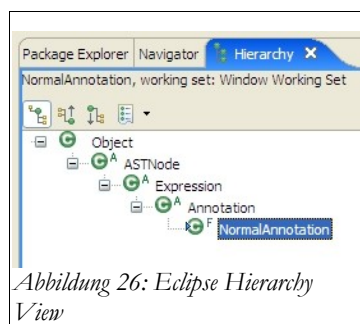 Package Explorer Navigator Hierarchy
NormalAnnotation, working set: Window Working Set
C Object
C A ASTNode
C A Expression
C A Annotation
C F NormalAnnotation
Abbildung 26: Eclipse Hierarchy
View